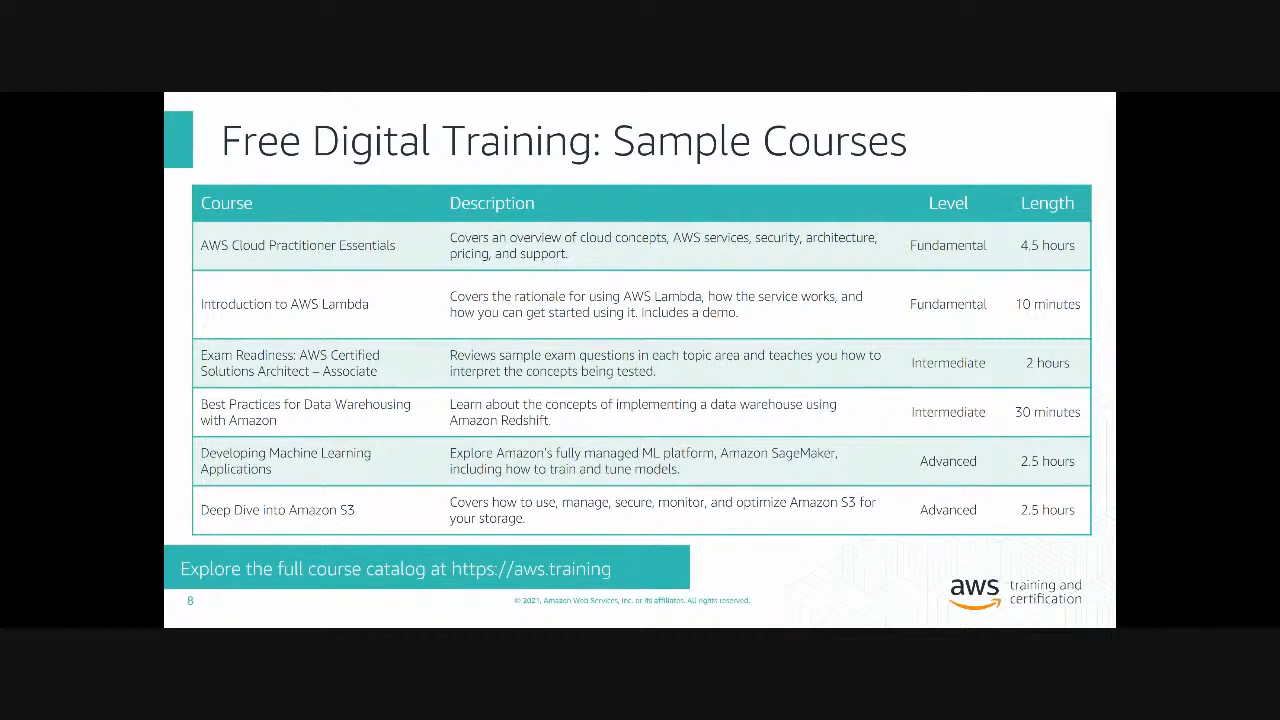 Free Digital Training: Sample Courses
Course Description Level Length
AWS Cloud Practitioner Essentials
Covers an overview of cloud concepts, AWS services, security, architecture,
pricing, and support.
Fundamental
4.5 hours
Introduction to AWS Lambda
Covers the rationale for using AWS Lambda, how the service works, and
how you can get started using it. Includes a demo.
Fundamental
10 minutes
Exam Readiness: AWS Certified
Solutions Architect – Associate
Reviews sample exam questions in each topic area and teaches you how to
interpret the concepts being tested.
Intermediate
2 hours
Best Practices for Data Warehousing
with Amazon
Learn about the concepts of implementing a data warehouse using
Amazon Redshift.
Intermediate
30 minutes
Developing Machine Learning
Applications
Explore Amazon's fully managed ML platform, Amazon SageMaker,
including how to train and tune models.
Advanced
2.5 hours
Deep Dive into Amazon S3
Covers how to use, manage, secure, monitor, and optimize Amazon S3 for
your storage.
Advanced
2.5 hours
Explore the full course catalog at https://aws.training
8
© 2021, Amazon Web Services, Inc. or its affiliates. All rights reserved.
aws
training and
certification